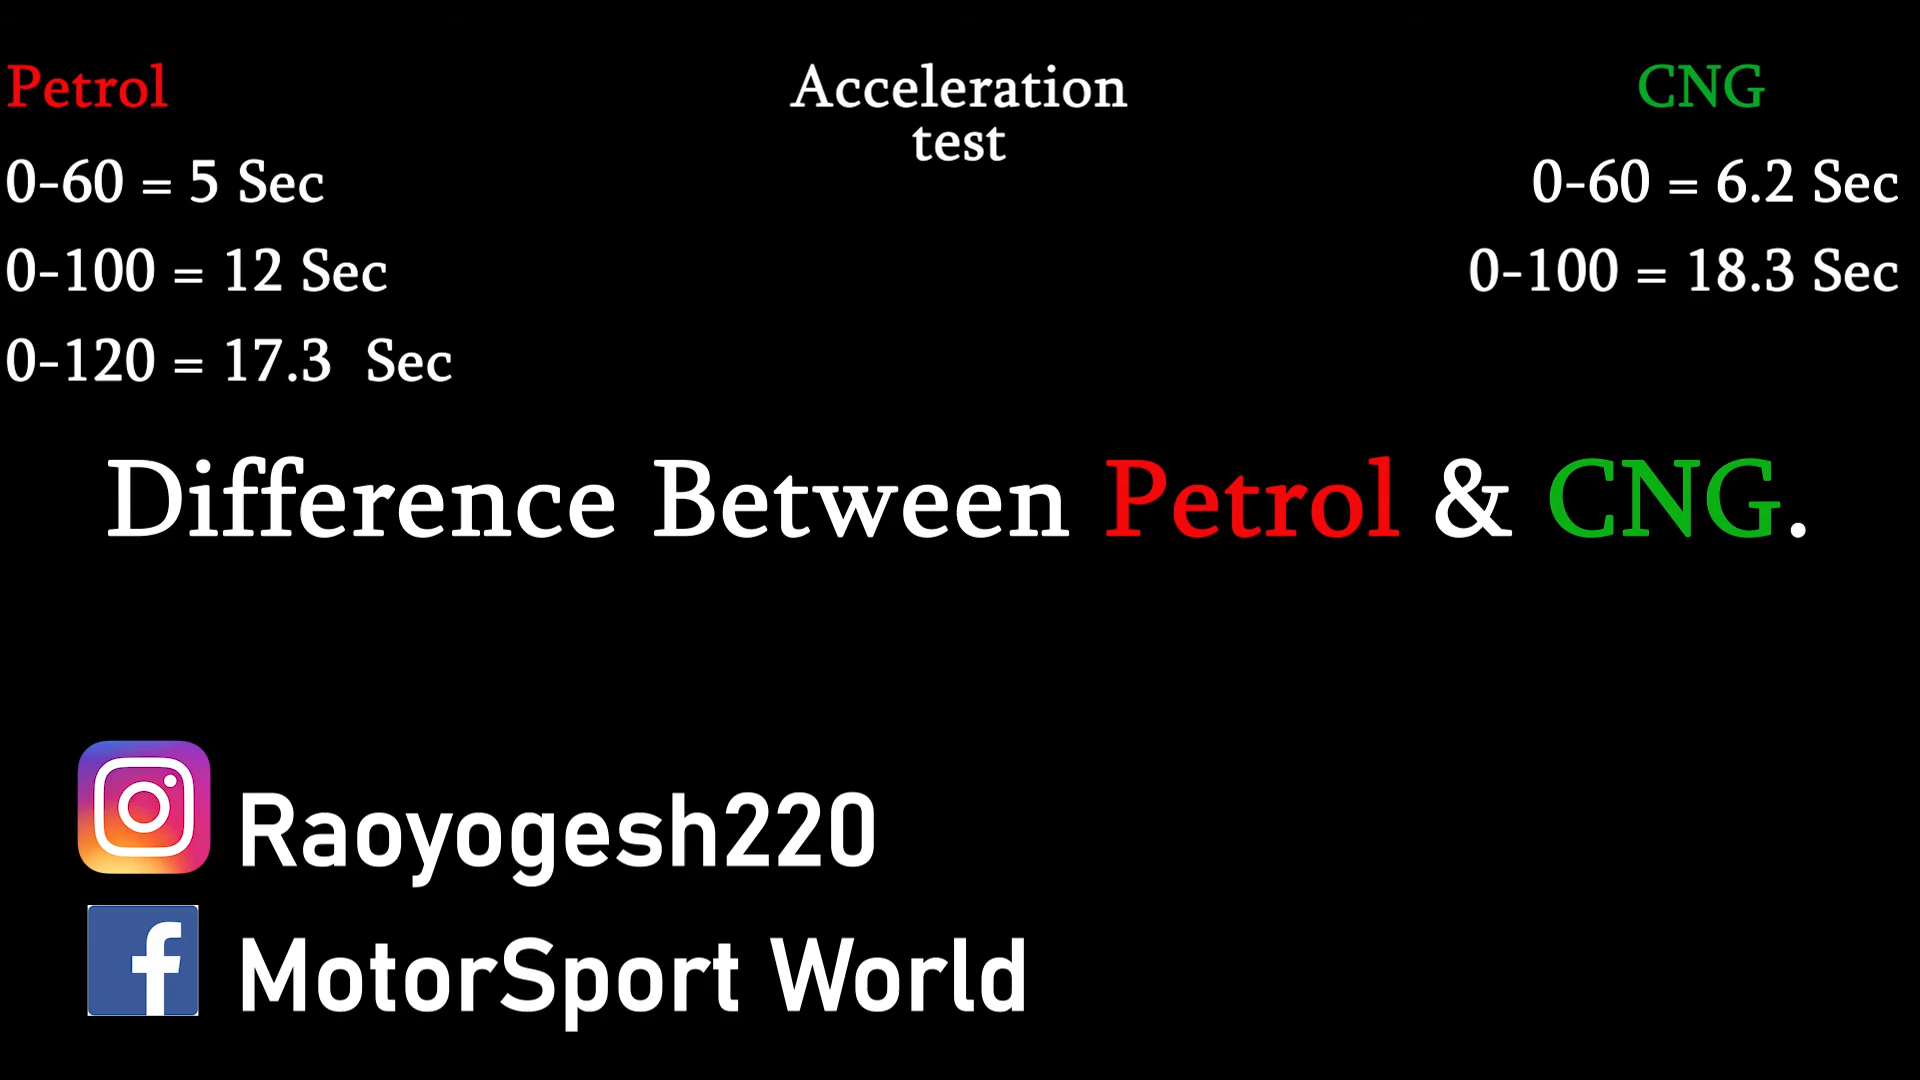 Petrol
Acceleration
test
CNG
0-60 = 5 Sec
0-60 = 6.2 Sec
0-100 = 12 Sec
0-100 = 18.3 Sec
0-120 = 17.3  Sec
Difference Between Petrol & CNG.
Raoyogesh220
f MotorSport World